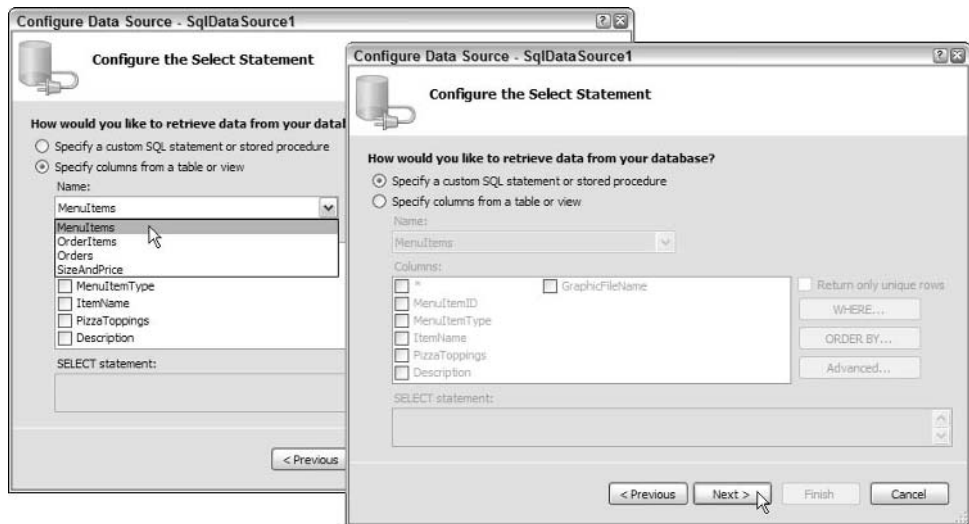 Configure Data Source - SqlDataSource1
Configure the Select Statement
How would you like to retrieve data from your datab
Specify a custom SQL statement or stored procedure
Specify columns from a table or view
Name:
MenuItems
MenuItems
OrderItems
Orders
SizeAndPrice
MenuItemType
ItemName
PizzaToppings
Description
SELECT statement:
< Previous
Configure Data Source - SqlDataSource1
Configure the Select Statement
How would you like to retrieve data from your database?
Specify a custom SQL statement or stored procedure
Specify columns from a table or view
Name:
MenuItems
Columns:
* GraphicFileName Return only unique rows
MenuItemID WHERE...
MenuItemType
ItemName ORDER BY...
PizzaToppings
Description Advanced...
SELECT statement:
< Previous Next > Finish Cancel